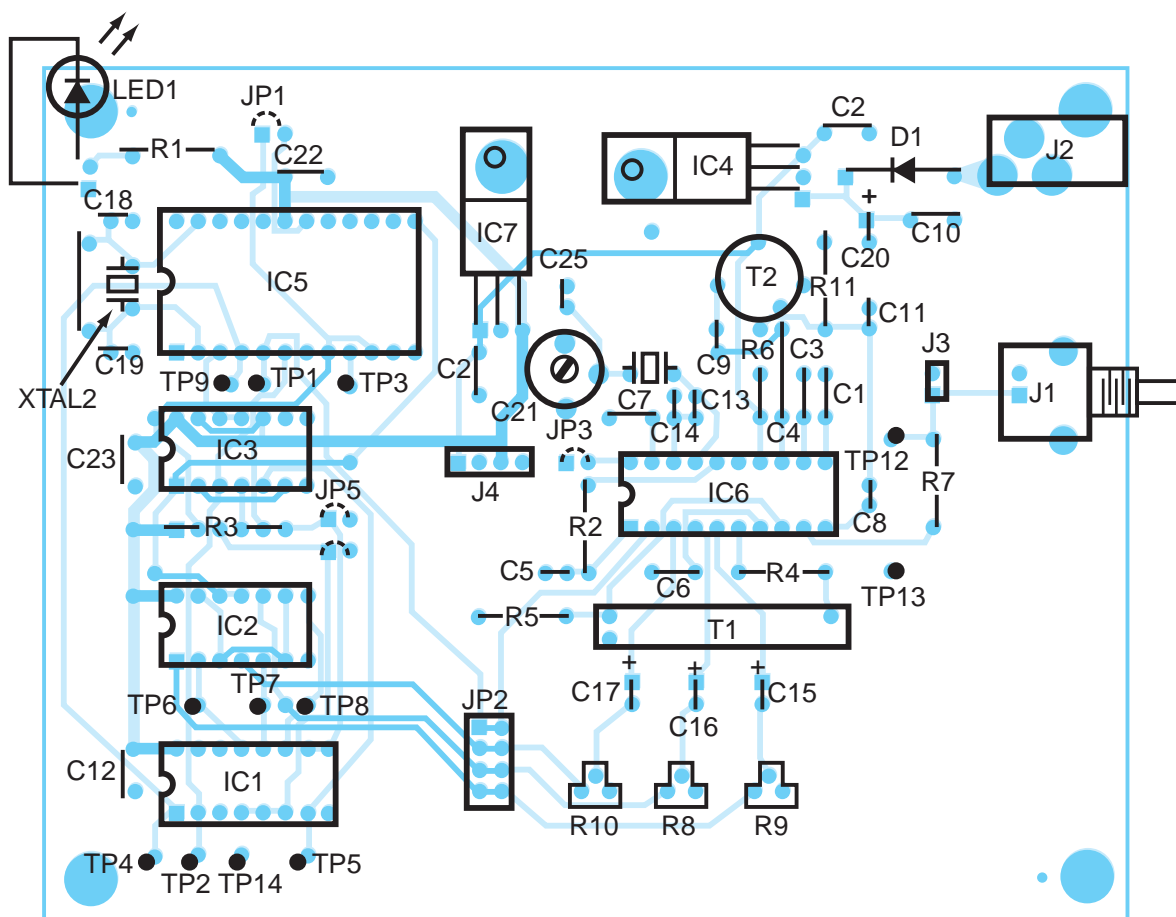 LED1
JP1
C2
D1
J2
R1
C22
IC4
C18
IC7
C10
C20
C25
IC5
T2
R11
C11
C19
C2
C9
R6
C3
J3
XTAL2
TP9
TP1
TP3
C21
C7
C13
C1
J1
C14
C4
JP3
TP12
C23
IC3
J4
IC6
R7
JP5
R3
R2
C8
C5
C6
R4
TP13
IC2
R5
T1
+
+
+
TP7
C17
C15
TP6
TP8
JP2
C16
+
C12
IC1
R10
R8
R9
TP4
TP2
TP14
TP5